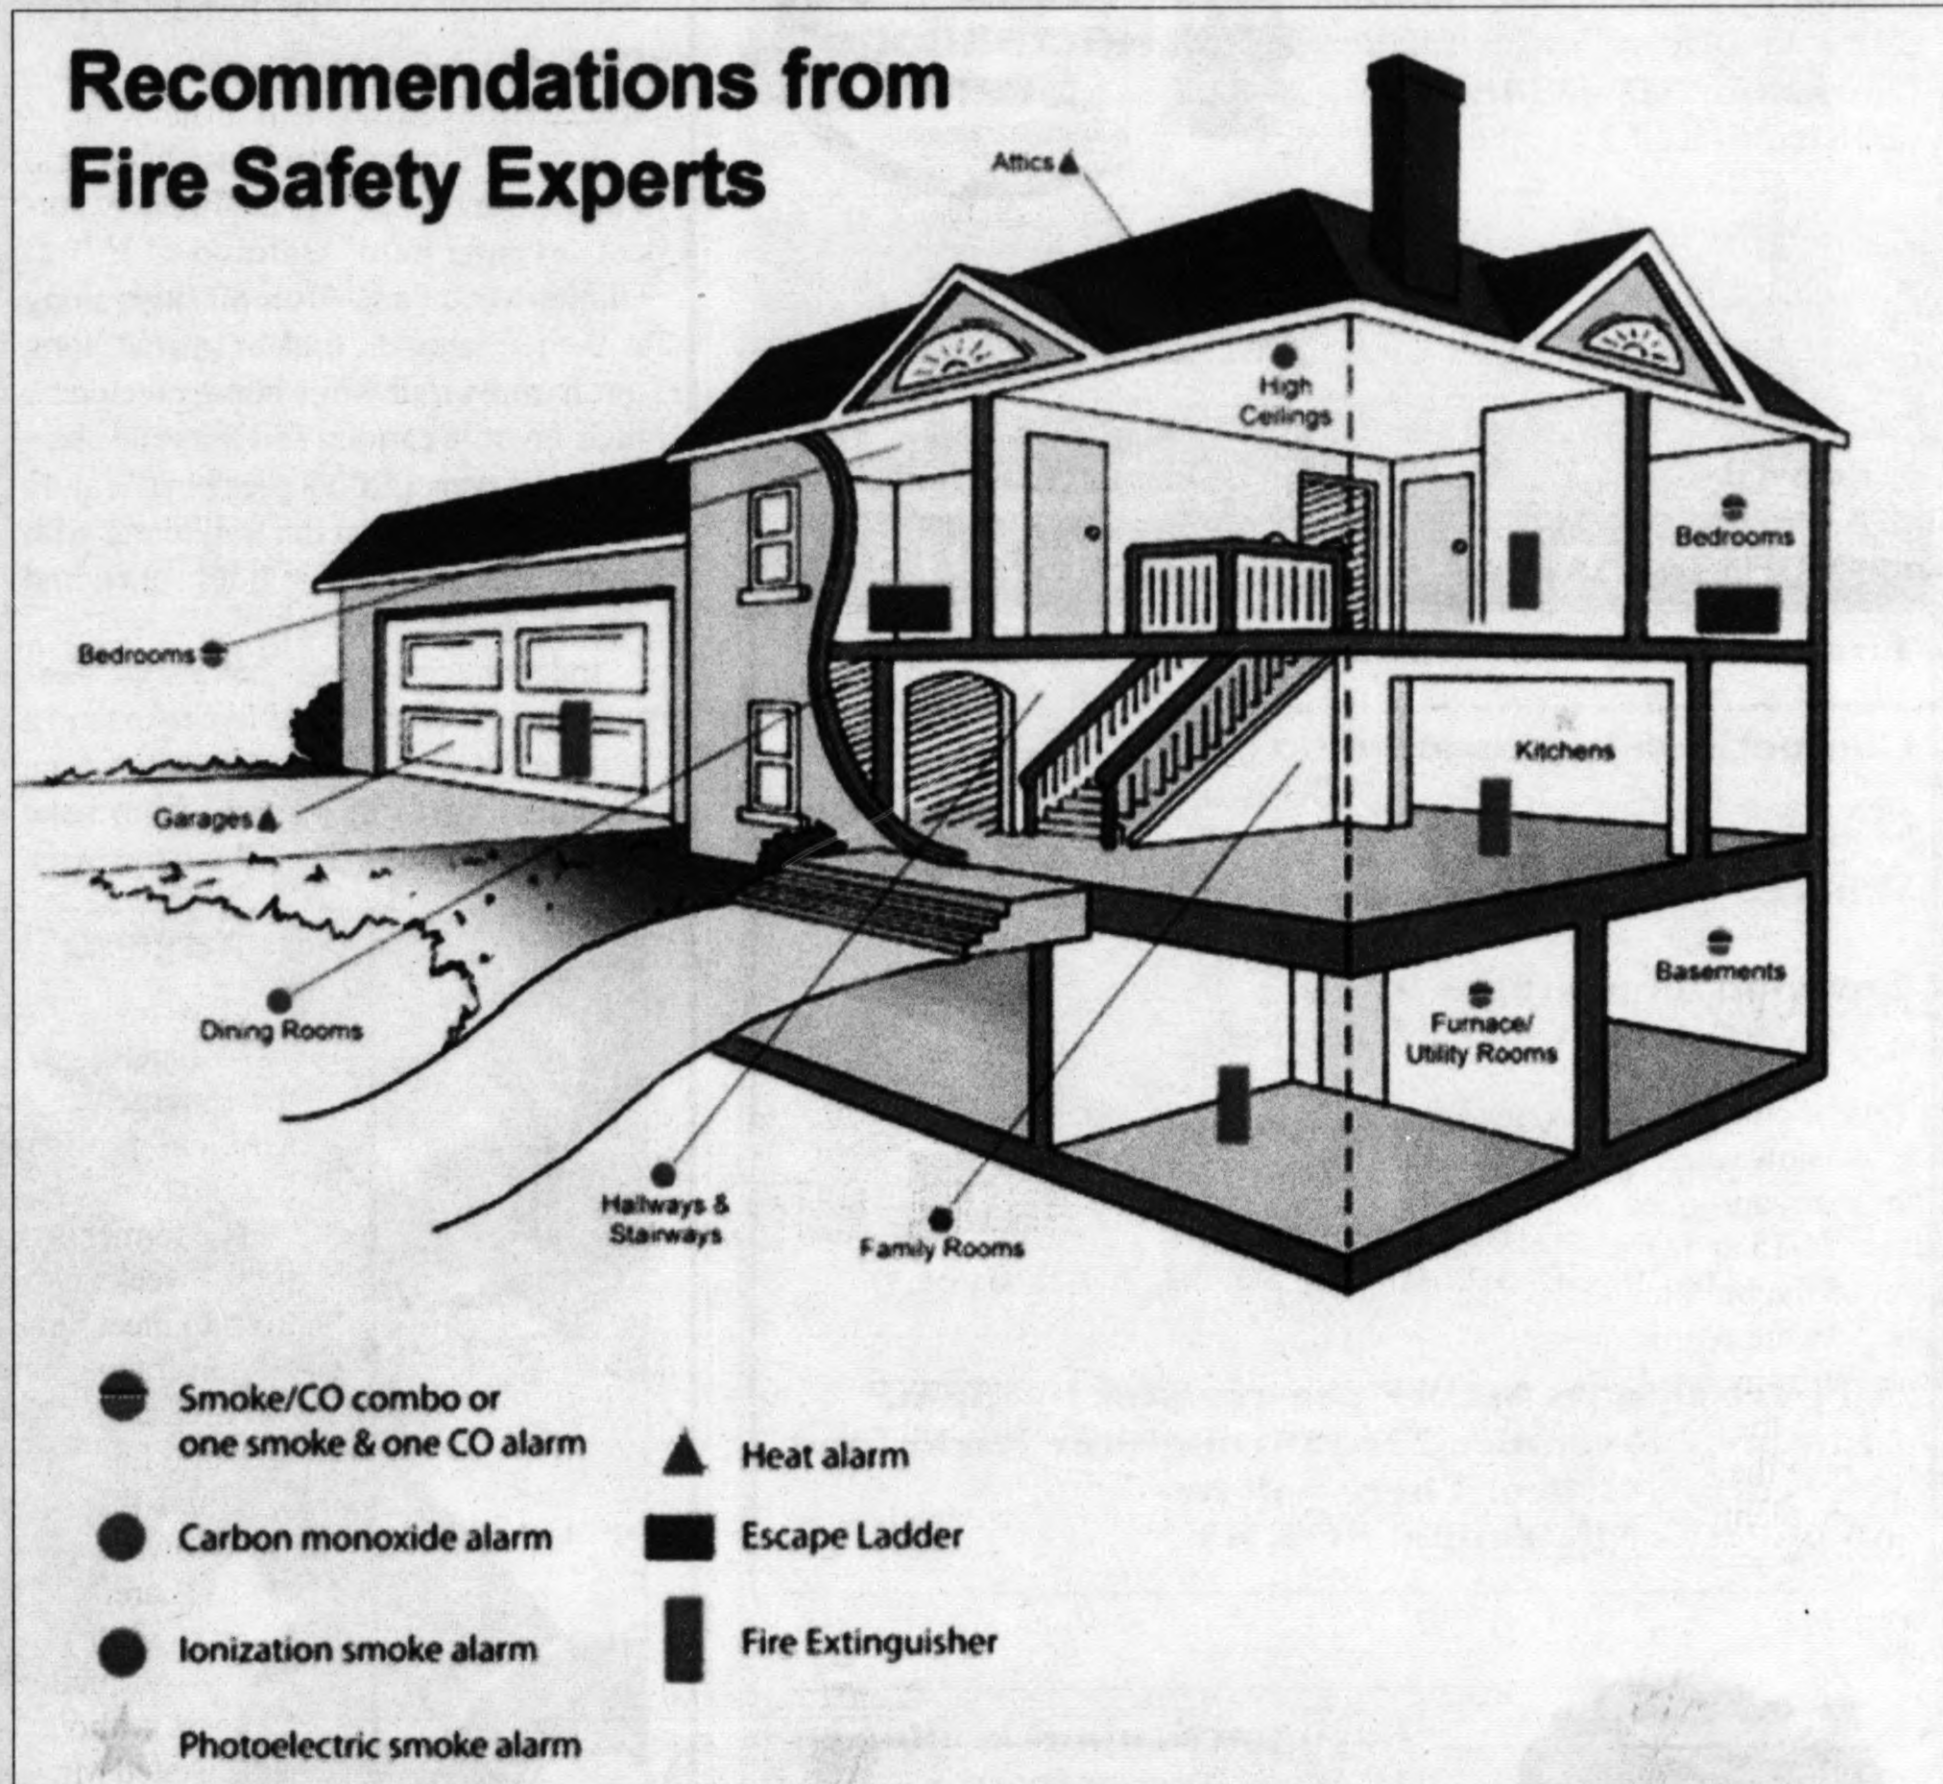 Recommendations from
Fire Safety Experts
Attics
High
Ceilings
Bedrooms
Bedrooms
Kitchens
Garages
Basements
Dining Rooms
Furnace/
Utility Rooms
Hallways &
Stairways
Family Rooms
Smoke/CO combo or
one smoke & one CO alarm
Carbon monoxide alarm
Ionization smoke alarm
Photoelectric smoke alarm
Heat alarm
Escape Ladder
Fire Extinguisher